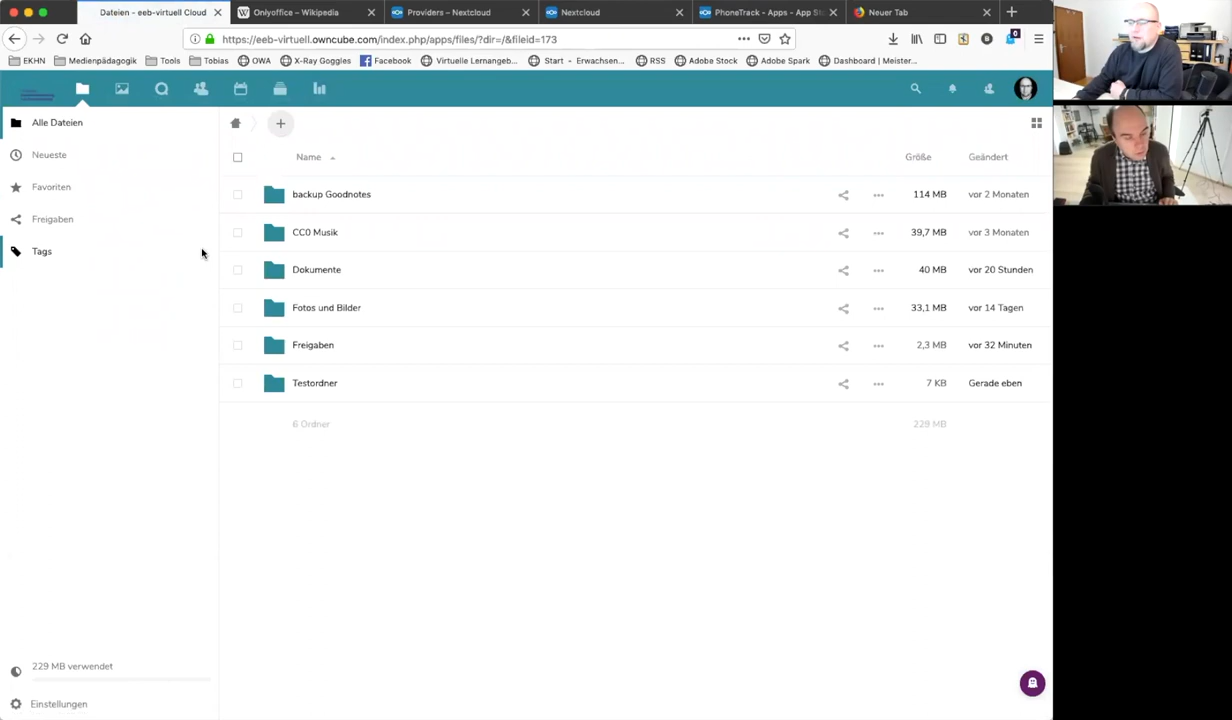 Dateien - eeb-virtuell Cloud
Onlyoffice – Wikipedia
Providers – Nextcloud
Nextcloud
PhoneTrack - Apps - App Sto
Neuer Tab
https://eeb-virtuell.owncube.com/index.php/apps/files/?dir=/&fileid=173
0
EKHN
Medienpädagogik
Tools
Tobias
OWA
X-Ray Goggles
Facebook
Virtuelle Lernangeb…
Start - Erwachsen…
RSS
Adobe Stock
Adobe Spark
Dashboard | Meister…
Alle Dateien
Neueste
Favoriten
Freigaben
Tags
Name Größe Geändert
backup Goodnotes 114 MB vor 2 Monaten
CC0 Musik 39,7 MB vor 3 Monaten
Dokumente 40 MB vor 20 Stunden
Fotos und Bilder 33,1 MB vor 14 Tagen
Freigaben 2,3 MB vor 32 Minuten
Testordner 7 KB Gerade eben
6 Ordner 229 MB
229 MB verwendet
Einstellungen